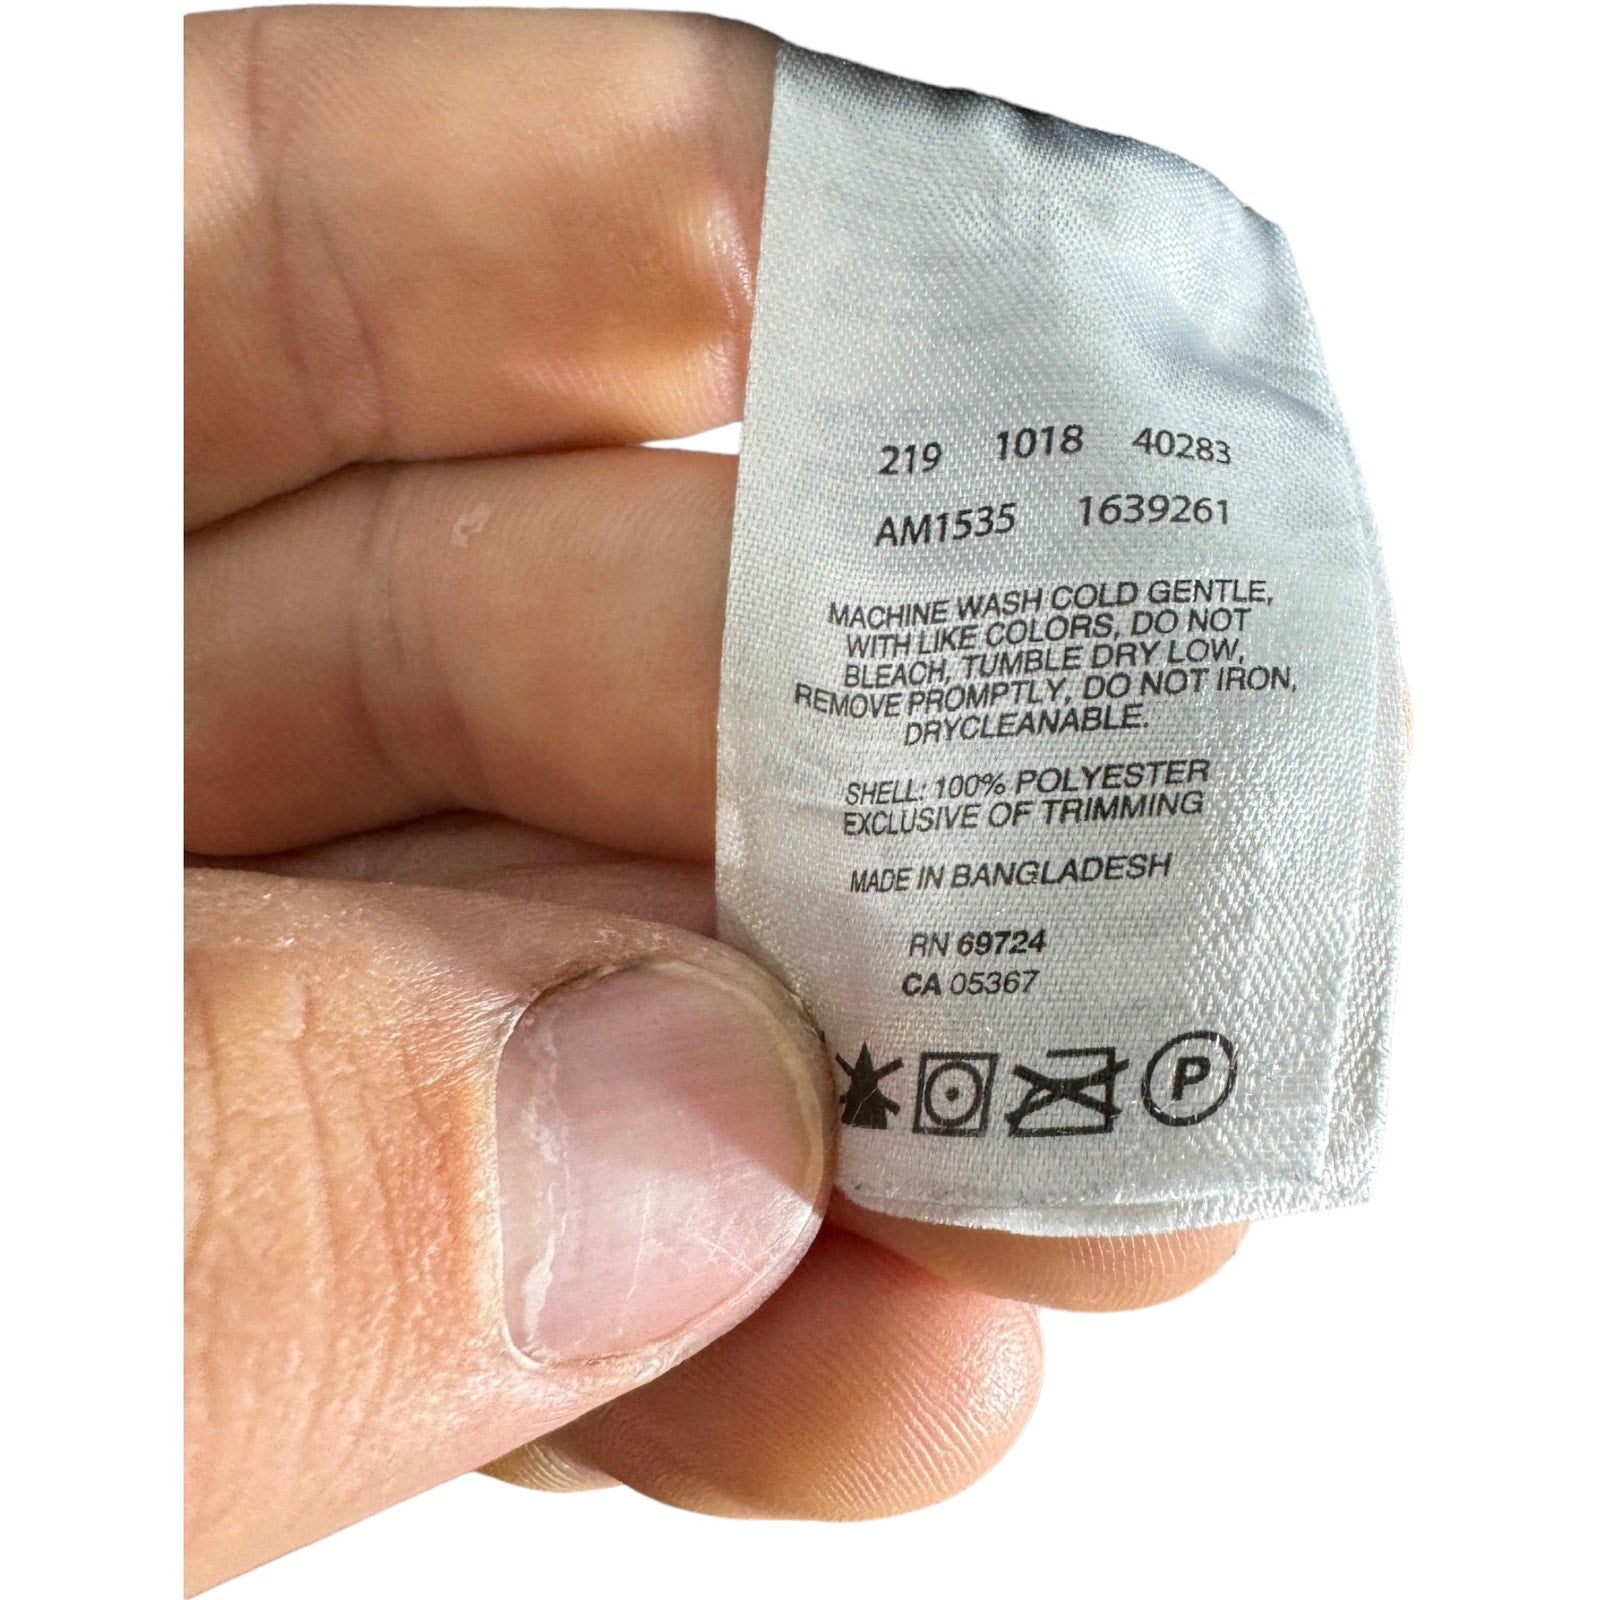 219 1018 40283
AM1535 1639261
MACHINE WASH COLD GENTLE,
WITH LIKE COLORS, DO NOT
BLEACH, TUMBLE DRY LOW,
REMOVE PROMPTLY, DO NOT IRON,
DRYCLEANABLE.
SHELL: 100% POLYESTER
EXCLUSIVE OF TRIMMING
MADE IN BANGLADESH
RN 69724
CA 05367
P